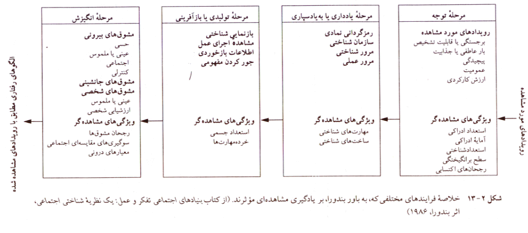 مرحلهٔ توجه
رویدادهای مورد مشاهده
برجستگی یا قابلیت تشخیص
بار عاطفی یا جذابیت
پیچیدگی
عمومیت
ارزش کارکردی
ویژگی‌های مشاهده‌گر
استعداد ادراکی
آمایهٔ ادراکی
استعداد شناختی
سطح برانگیختگی
رجحان‌های اکتسابی
مرحلهٔ یادداری یا به‌یادسپاری
رمزگردانی نمادی
سازمان شناختی
مرور شناختی
مرور عملی
ویژگی‌های مشاهده‌گر
مهارت‌های شناختی
ساخت‌های شناختی
مرحلهٔ تولیدی یا بازآفرینی
بازنمایی شناختی
مشاهده اجرای عمل
اطلاعات بازخوردی
جور کردن مفهومی
ویژگی‌های مشاهده‌گر
استعداد جسمی
خرده‌مهارت‌ها
مرحلهٔ انگیزش
مشوق‌های بیرونی
حسی
عینی یا ملموس
اجتماعی
کنترلی
مشوق‌های جانشینی
مشوق‌های شخصی
عینی یا ملموس
ارزشیابی شخصی
ویژگی‌های مشاهده‌گر
رجحان مشوق‌ها
سوگیری‌های مقایسه‌ای اجتماعی
معیارهای درونی
رویدادهای مورد مشاهده
الگوهای رفتاری مطابق با رویدادهای مشاهده شده
شکل ۲-۱۳ خلاصهٔ فرایندهای مختلفی که، به باور بندورا، بر یادگیری مشاهده‌ای مؤثرند. (از کتاب بنیادهای اجتماعی تفکر و عمل: یک نظریهٔ شناختی اجتماعی،
اثر بندورا، ۱۹۸۶)